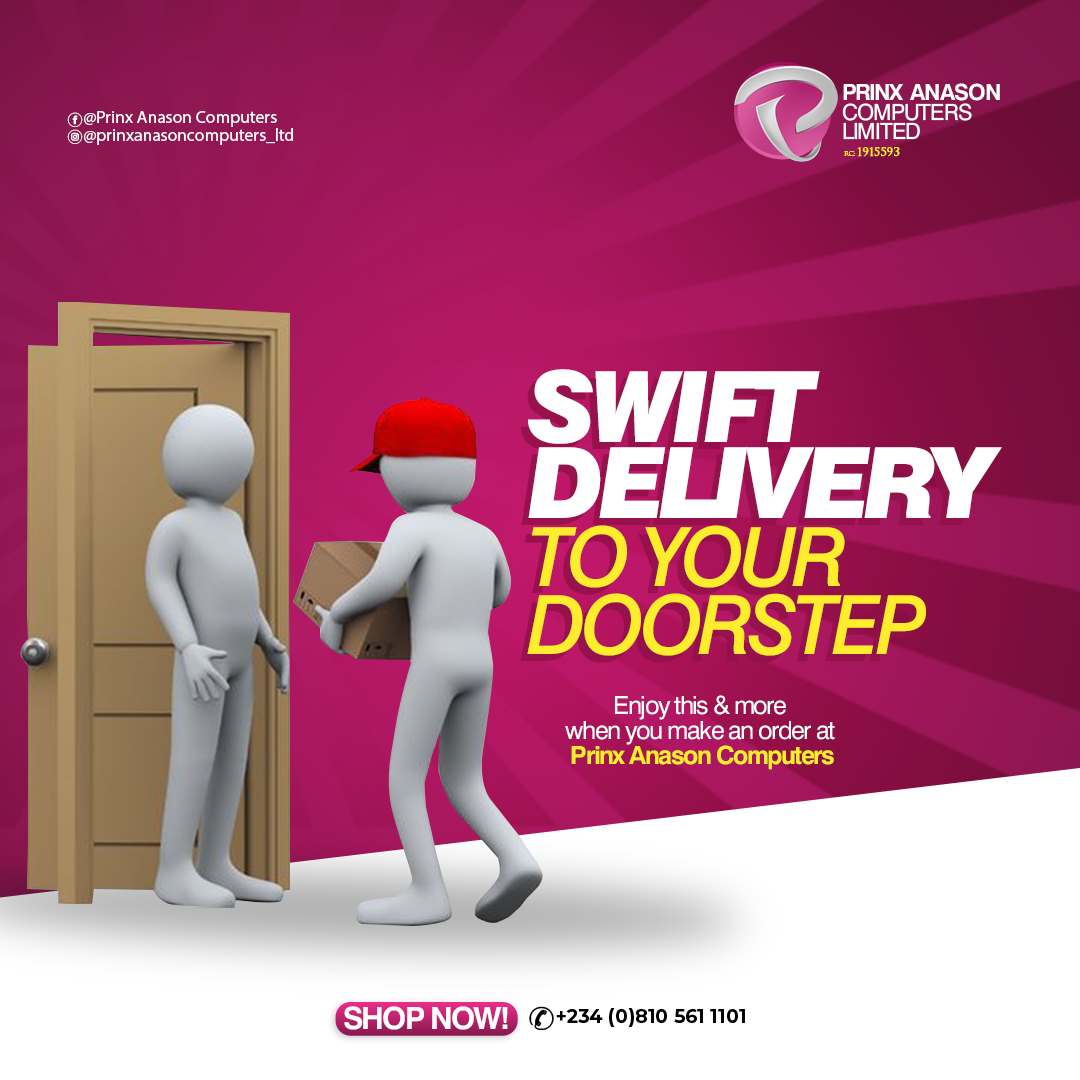 @Prinx Anason Computers
@prinxanasoncomputers_ltd
PRINX ANASON
COMPUTERS
LIMITED
RC: 1915593
SWIFT
DELIVERY
TO YOUR
DOORSTEP
Enjoy this & more
when you make an order at
Prinx Anason Computers
SHOP NOW!
+234 (0)810 561 1101